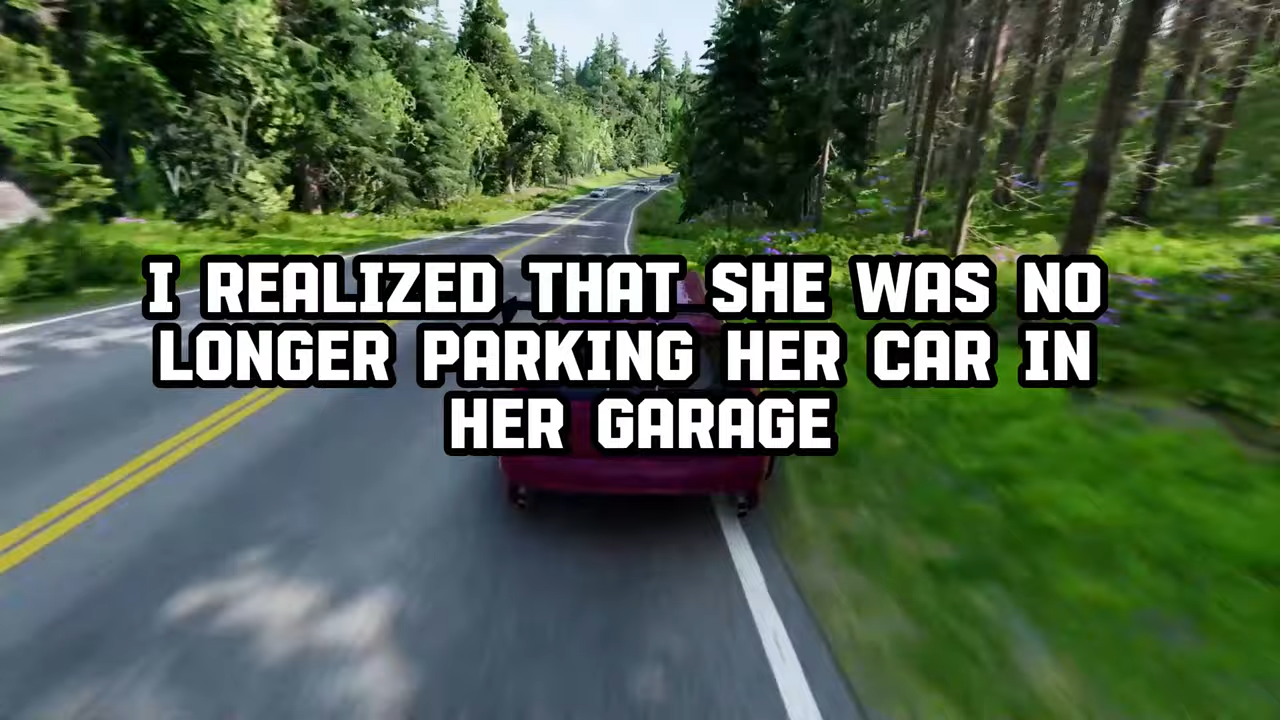 I REALIZED THAT SHE WAS NO
LONGER PARKING HER CAR IN
HER GARAGE